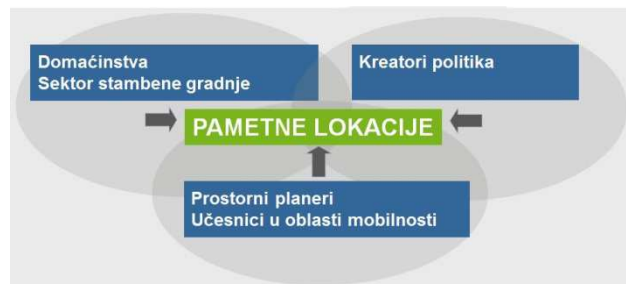 Domaćinstva
Sektor stambene gradnje
Kreatori politika
PAMETNE LOKACIJE
Prostorni planeri
Učesnici u oblasti mobilnosti